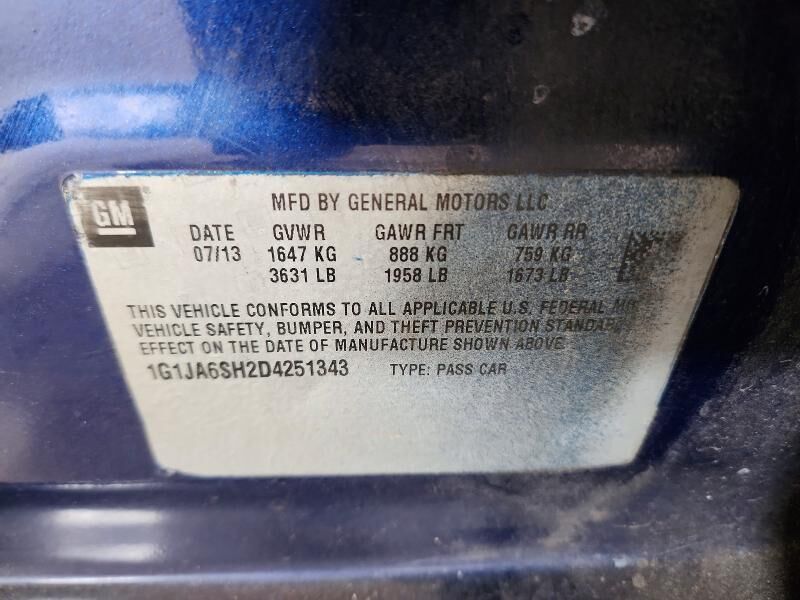 GM
MFD BY GENERAL MOTORS LLC
DATE GVWR GAWR FRT GAWR RR
07/13 1647 KG 888 KG 759 KG
3631 LB 1958 LB 1673 LB
THIS VEHICLE CONFORMS TO ALL APPLICABLE U.S. FEDERAL
VEHICLE SAFETY, BUMPER, AND THEFT PREVENTION
EFFECT ON THE DATE OF MANUFACTURE SHOWN ABOVE.
1G1JA6SH2D4251343 TYPE: PASS CAR